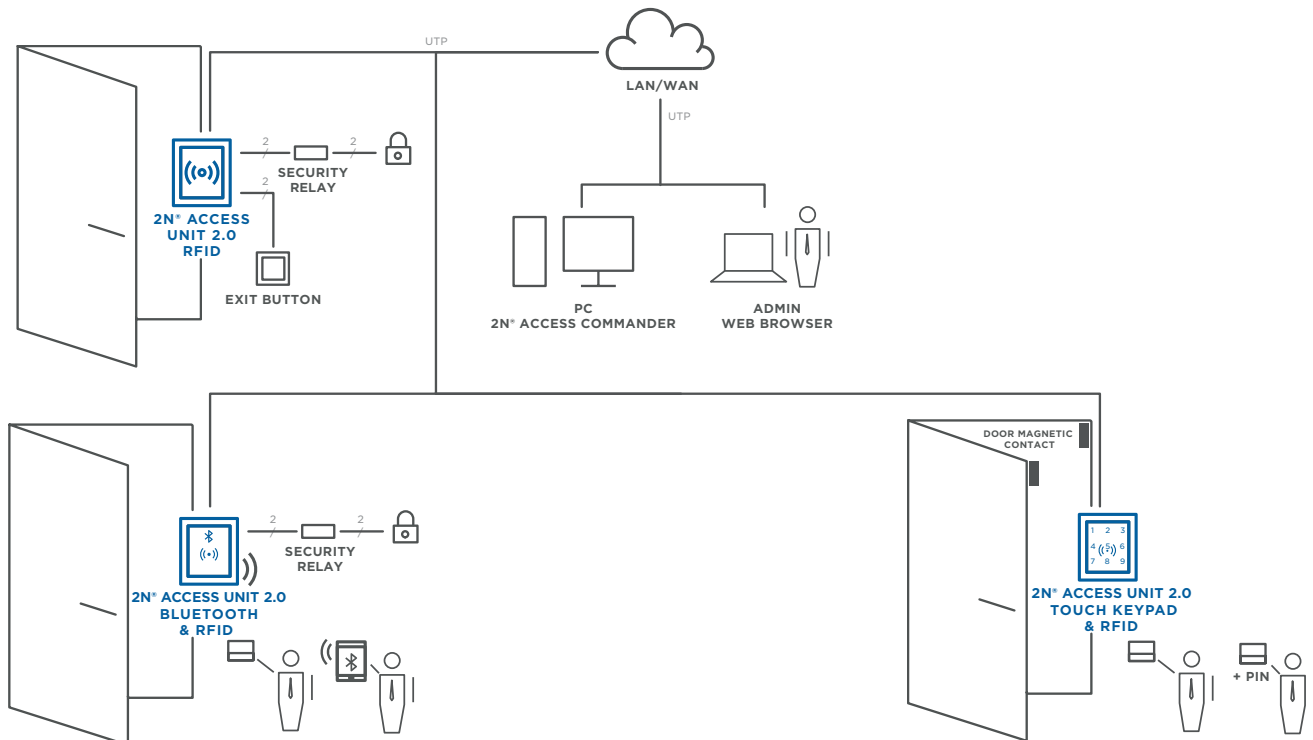 UTP
LAN/WAN
UTP
2
2
SECURITY
RELAY
2
2N® ACCESS
UNIT 2.0
RFID
EXIT BUTTON
PC
2N® ACCESS COMMANDER
ADMIN
WEB BROWSER
2
2
SECURITY
RELAY
2N® ACCESS UNIT 2.0
BLUETOOTH
& RFID
DOOR MAGNETIC
CONTACT
1 2 3
4 5 6
7 8 9
2N® ACCESS UNIT 2.0
TOUCH KEYPAD
& RFID
+ PIN